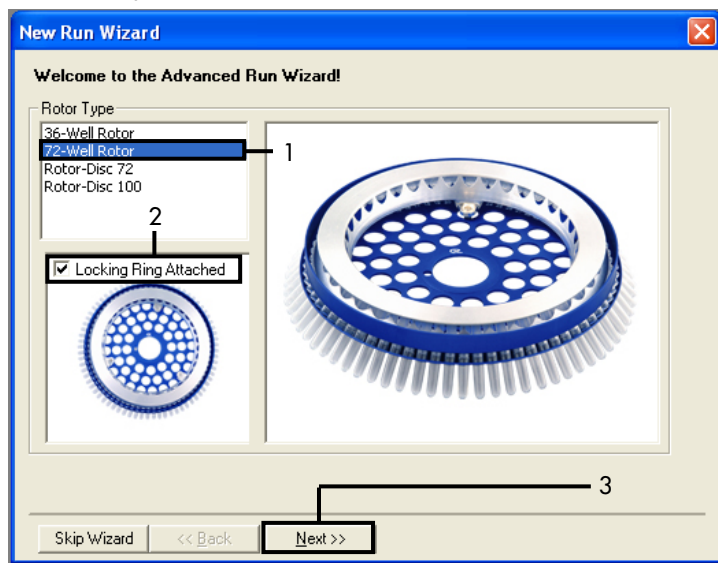 New Run Wizard
Welcome to the Advanced Run Wizard!
Rotor Type
36-Well Rotor
72-Well Rotor
Rotor-Disc 72
Rotor-Disc 100
1
2
Locking Ring Attached
3
Skip Wizard
<< Back
Next >>